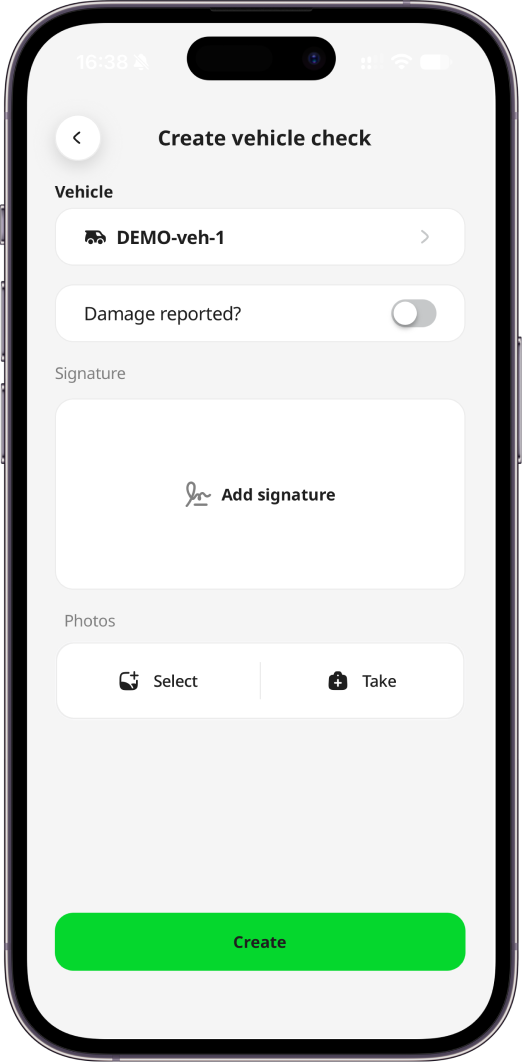 16:38
Create vehicle check
Vehicle
DEMO-veh-1
Damage reported?
Signature
Add signature
Photos
Select
Take
Create